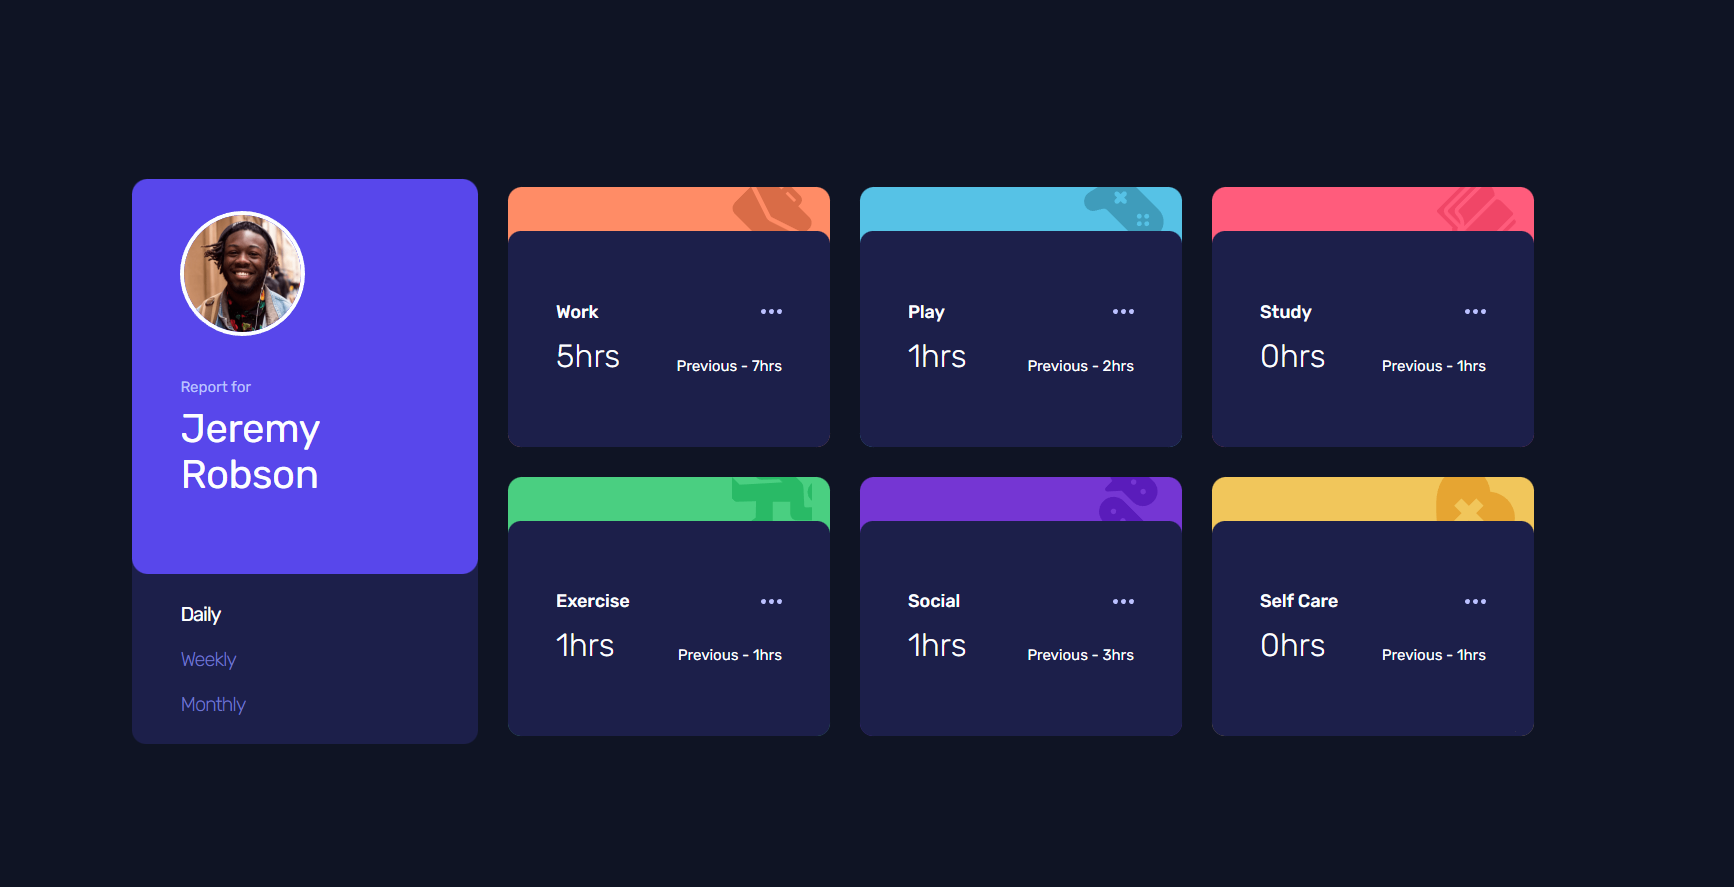 Report for
Jeremy
Robson
Daily
Weekly
Monthly
Work
5hrs
Previous - 7hrs
Play
1hrs
Previous - 2hrs
Study
0hrs
Previous - 1hrs
Exercise
1hrs
Previous - 1hrs
Social
1hrs
Previous - 3hrs
Self Care
0hrs
Previous - 1hrs